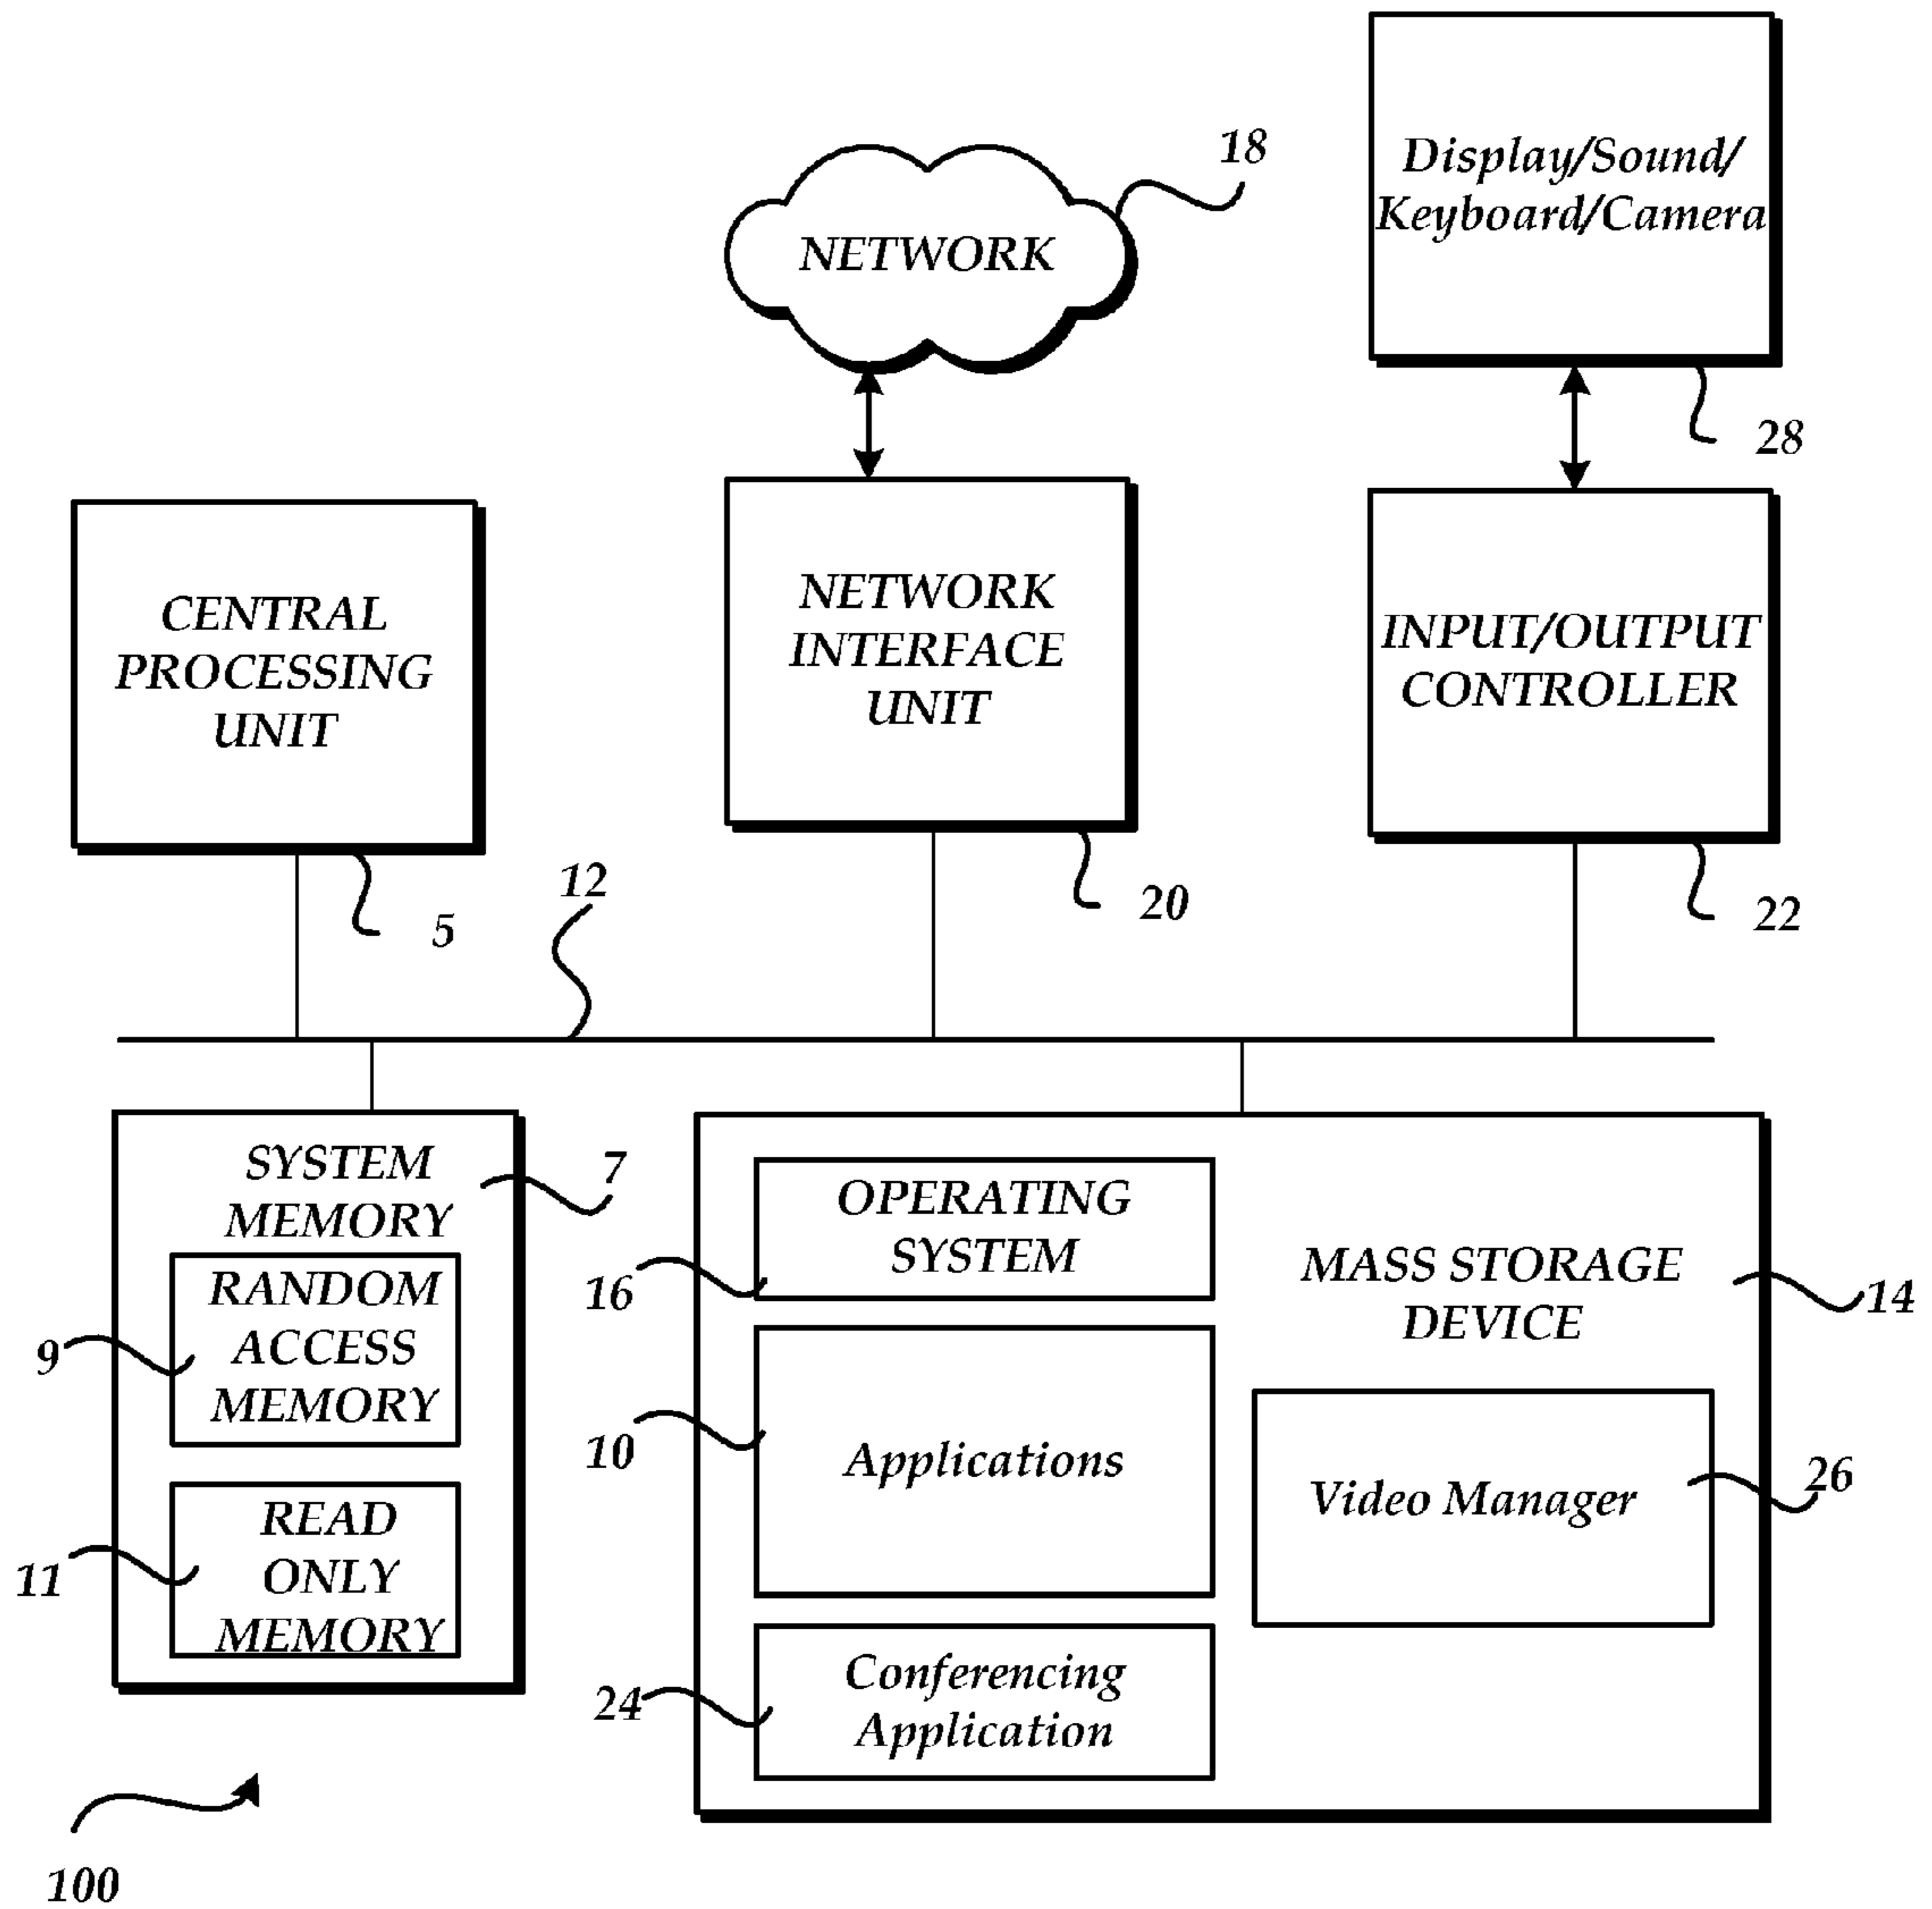 Display/Sound/
Keyboard/Camera
28
18
NETWORK
CENTRAL
PROCESSING
UNIT
5
NETWORK
INTERFACE
UNIT
20
INPUT/OUTPUT
CONTROLLER
22
12
SYSTEM
MEMORY
7
RANDOM
ACCESS
MEMORY
9
READ
ONLY
MEMORY
11
OPERATING
SYSTEM
16
MASS STORAGE
DEVICE
14
Applications
10
Video Manager
26
Conferencing
Application
24
100